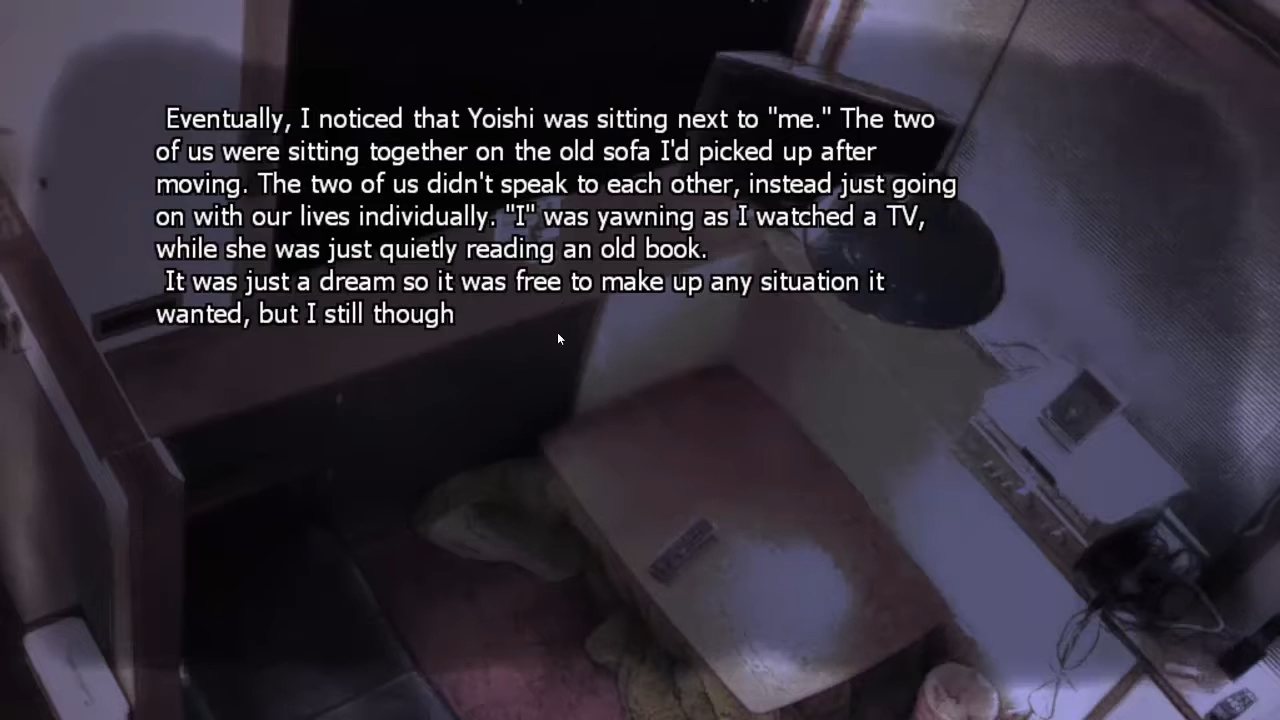 Eventually, I noticed that Yoishi was sitting next to "me." The two
of us were sitting together on the old sofa I'd picked up after
moving. The two of us didn't speak to each other, instead just going
on with our lives individually. "I" was yawning as I watched a TV,
while she was just quietly reading an old book.
It was just a dream so it was free to make up any situation it
wanted, but I still though